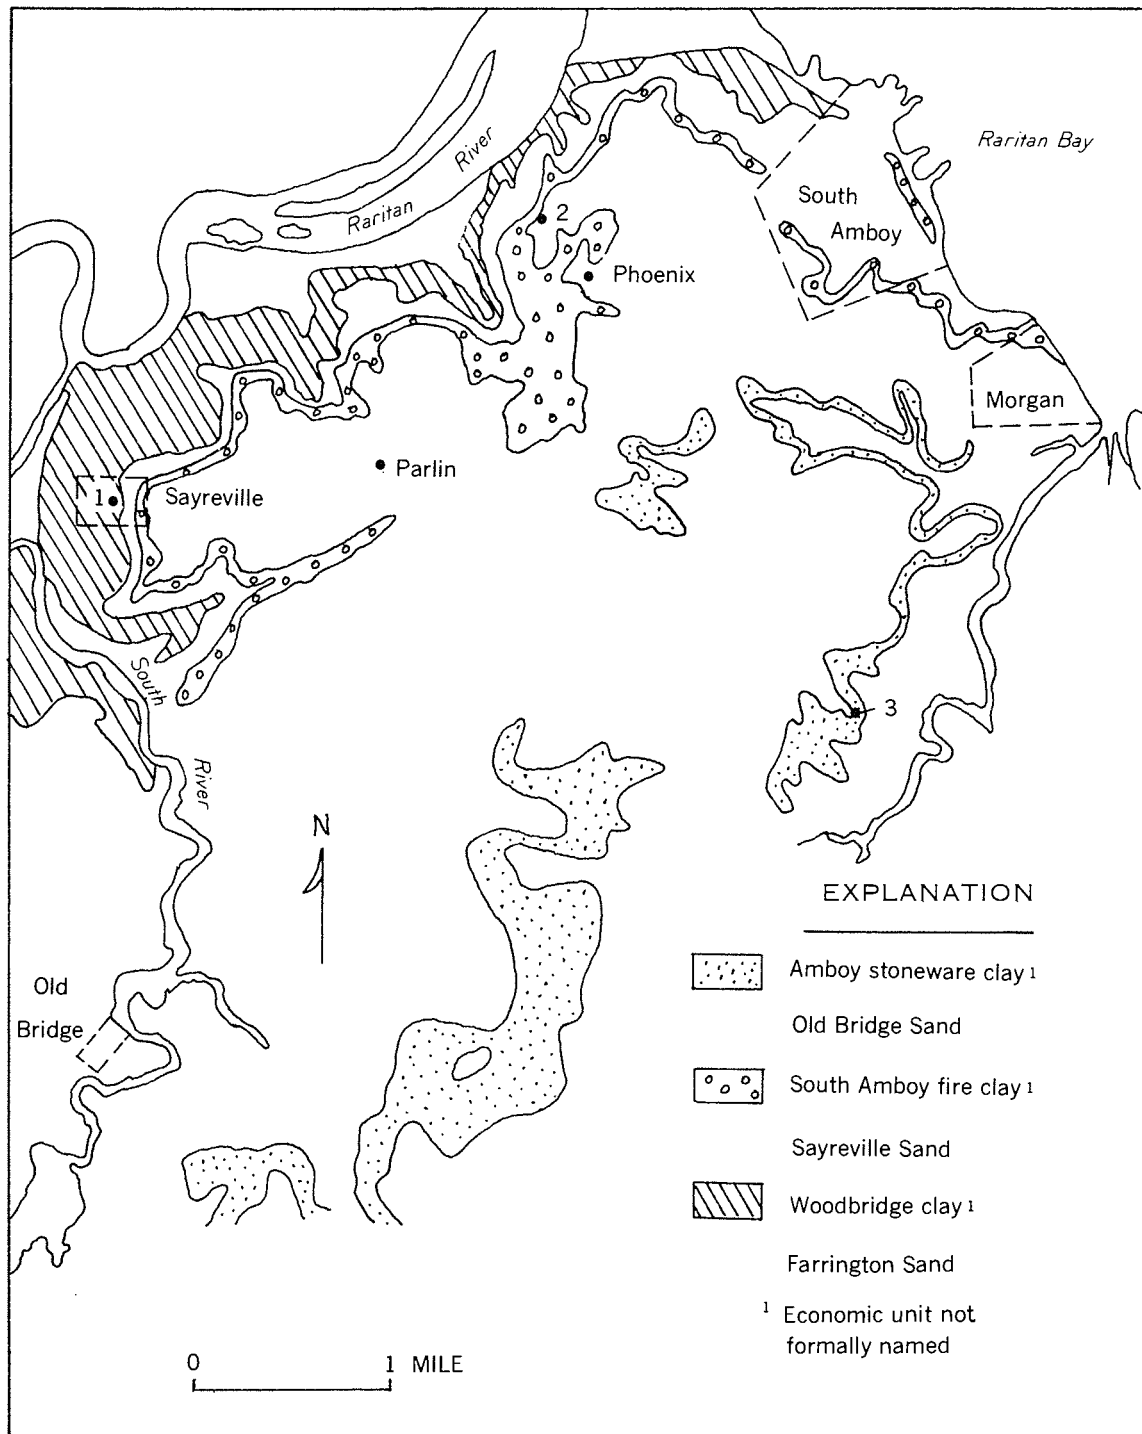 Raritan Bay
River
Raritan
South
Amboy
2
Phoenix
Morgan
Parlin
1
Sayreville
South
River
3
N
Old
Bridge
EXPLANATION
Amboy stoneware clay 1
Old Bridge Sand
South Amboy fire clay 1
Sayreville Sand
Woodbridge clay 1
Farrington Sand
1 Economic unit not
formally named
0 1 MILE